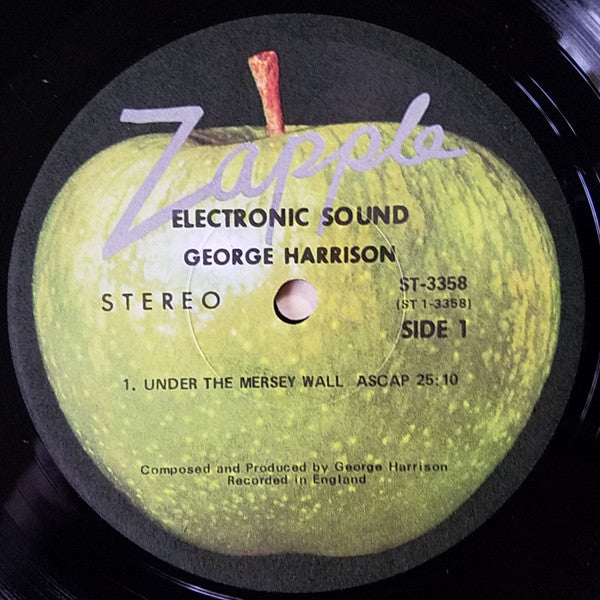 Zapple
ELECTRONIC SOUND
GEORGE HARRISON
STEREO
ST-3358
(ST 1-3358)
SIDE 1
1. UNDER THE MERSEY WALL ASCAP 25:10
Composed and Produced by George Harrison
Recorded in England